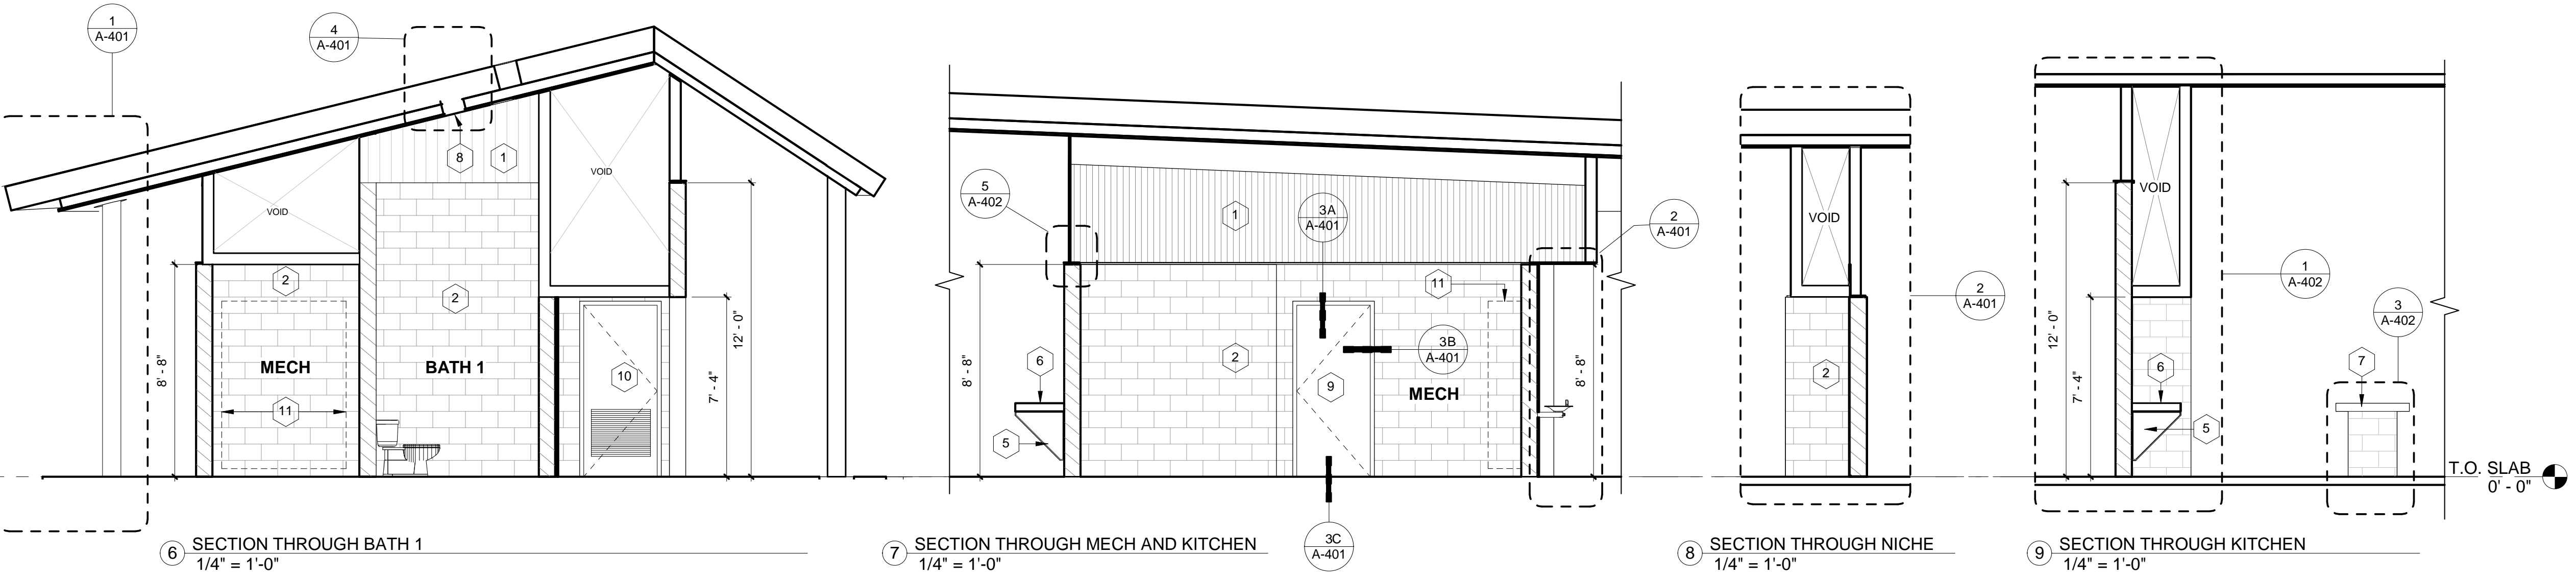 1
A-401
4
A-401
8
1
VOID
VOID
2
2
8' - 8"
MECH
BATH 1
11
10
7' - 4"
12' - 0"
6 SECTION THROUGH BATH 1
1/4" = 1'-0"
5
A-402
1
3A
A-401
2
A-401
11
8' - 8"
6
5
2
9
3B
A-401
MECH
8' - 8"
3C
A-401
7 SECTION THROUGH MECH AND KITCHEN
1/4" = 1'-0"
VOID
2
2
A-401
8 SECTION THROUGH NICHE
1/4" = 1'-0"
VOID
12' - 0"
7' - 4"
6
5
1
A-402
3
A-402
7
T.O. SLAB
0' - 0"
9 SECTION THROUGH KITCHEN
1/4" = 1'-0"